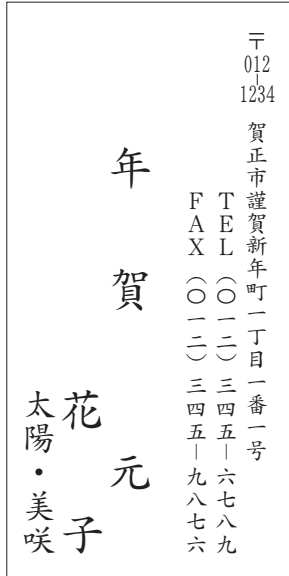 〒012-1234
賀正市謹賀新年町一丁目一番一号
TEL（〇一二）三四五―六七八九
FAX（〇一二）三四五―九八七六
年賀元
花子
太陽・美咲